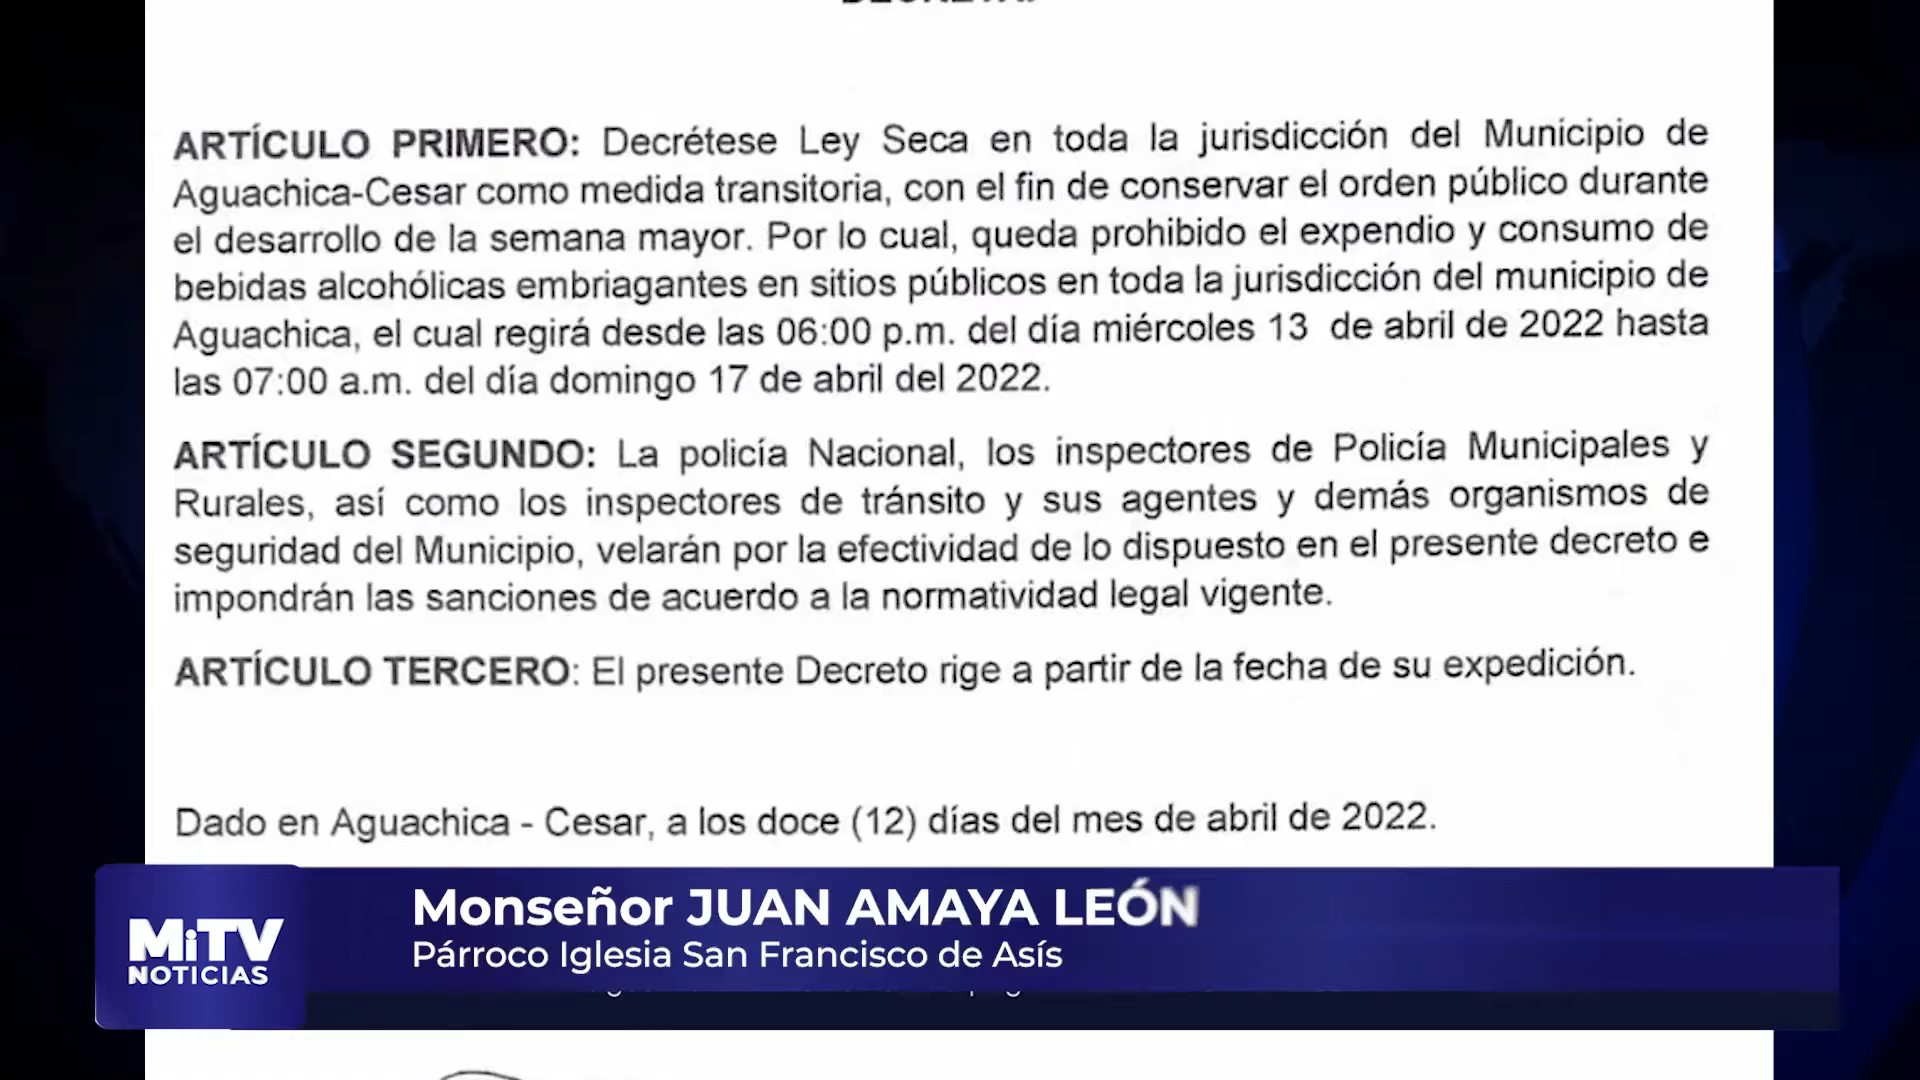 DECRETA:
ARTÍCULO PRIMERO: Decrétese Ley Seca en toda la jurisdicción del Municipio de
Aguachica-Cesar como medida transitoria, con el fin de conservar el orden público durante
el desarrollo de la semana mayor. Por lo cual, queda prohibido el expendio y consumo de
bebidas alcohólicas embriagantes en sitios públicos en toda la jurisdicción del municipio de
Aguachica, el cual regirá desde las 06:00 p.m. del día miércoles 13 de abril de 2022 hasta
las 07:00 a.m. del día domingo 17 de abril del 2022.
ARTÍCULO SEGUNDO: La policía Nacional, los inspectores de Policía Municipales y
Rurales, así como los inspectores de tránsito y sus agentes y demás organismos de
seguridad del Municipio, velarán por la efectividad de lo dispuesto en el presente decreto e
impondrán las sanciones de acuerdo a la normatividad legal vigente.
ARTÍCULO TERCERO: El presente Decreto rige a partir de la fecha de su expedición.
Dado en Aguachica - Cesar, a los doce (12) días del mes de abril de 2022.
MiTV
NOTICIAS
Monseñor JUAN AMAYA LEÓN
Párroco Iglesia San Francisco de Asís